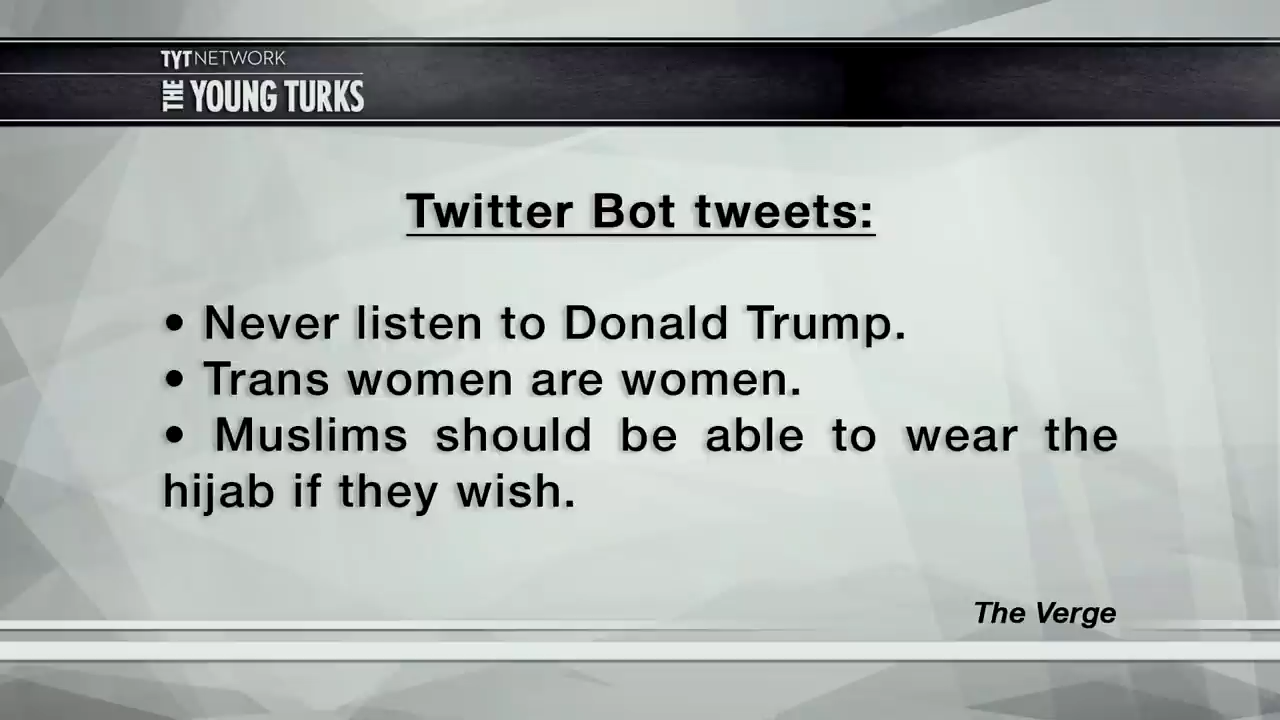 TYTNETWORK
THE YOUNG TURKS
Twitter Bot tweets:
• Never listen to Donald Trump.
• Trans women are women.
• Muslims should be able to wear the
hijab if they wish.
The Verge